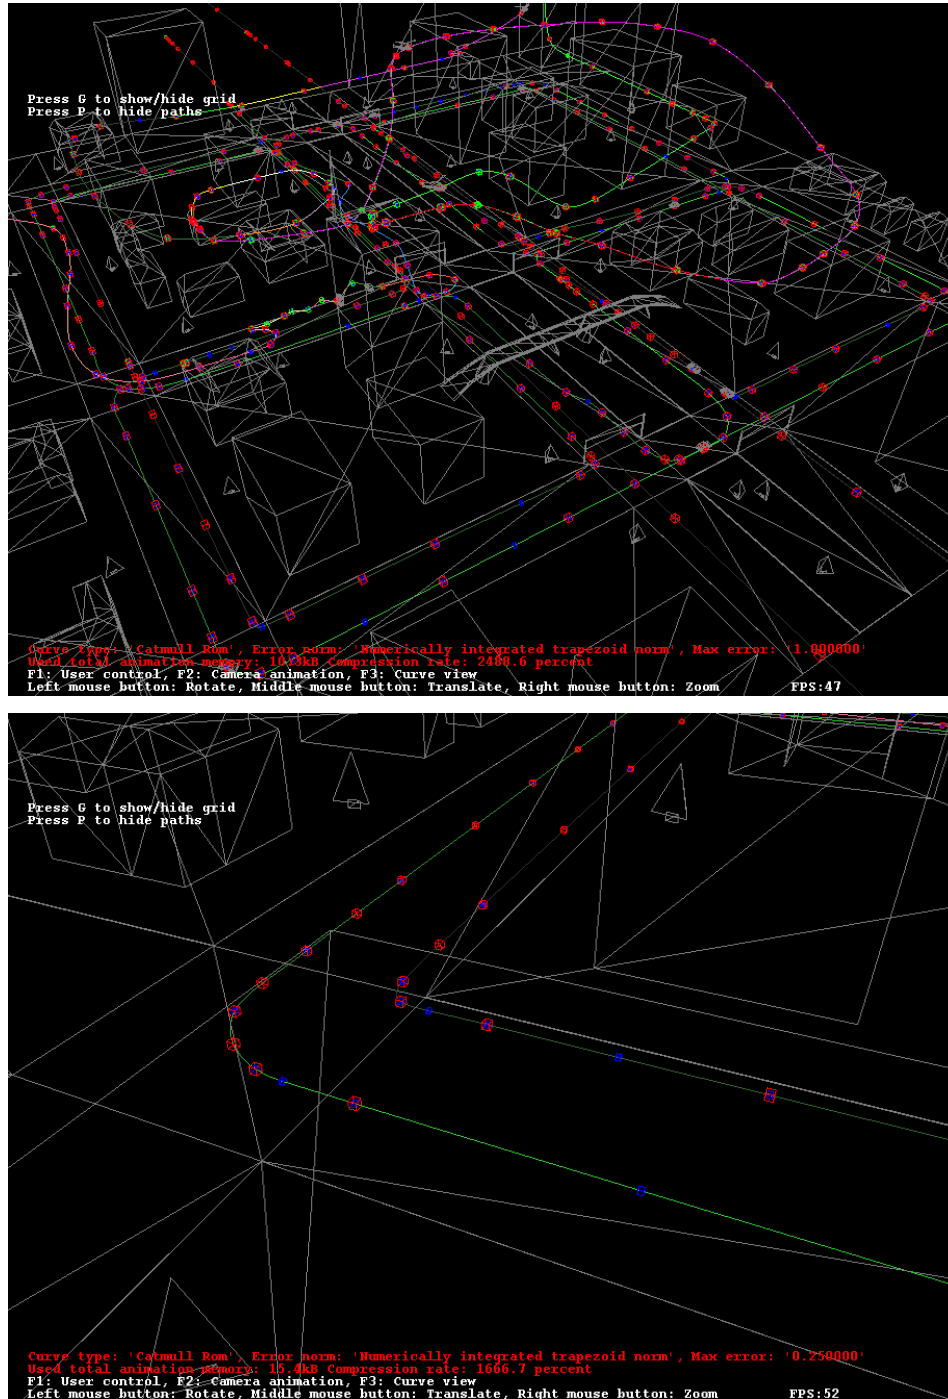 Press G to show/hide grid
Press P to hide paths
Curve type: 'Catmull Rom', Error norm: 'Numerically integrated trapezoid norm', Max error: '1.000000'
Used total animation memory: kB Compression rate: 2480.6 percent
F1: User control, F2: Camera animation, F3: Curve view
Left mouse button: Rotate, Middle mouse button: Translate, Right mouse button: Zoom FPS:47
Press G to show/hide grid
Press P to hide paths
Curve type: 'Catmull Rom', Error norm: 'Numerically integrated trapezoid norm', Max error: '0.250000'
Used total animation memory: 15.4kB Compression rate: 1666.7 percent
F1: User control, F2: Camera animation, F3: Curve view
Left mouse button: Rotate, Middle mouse button: Translate, Right mouse button: Zoom FPS:52